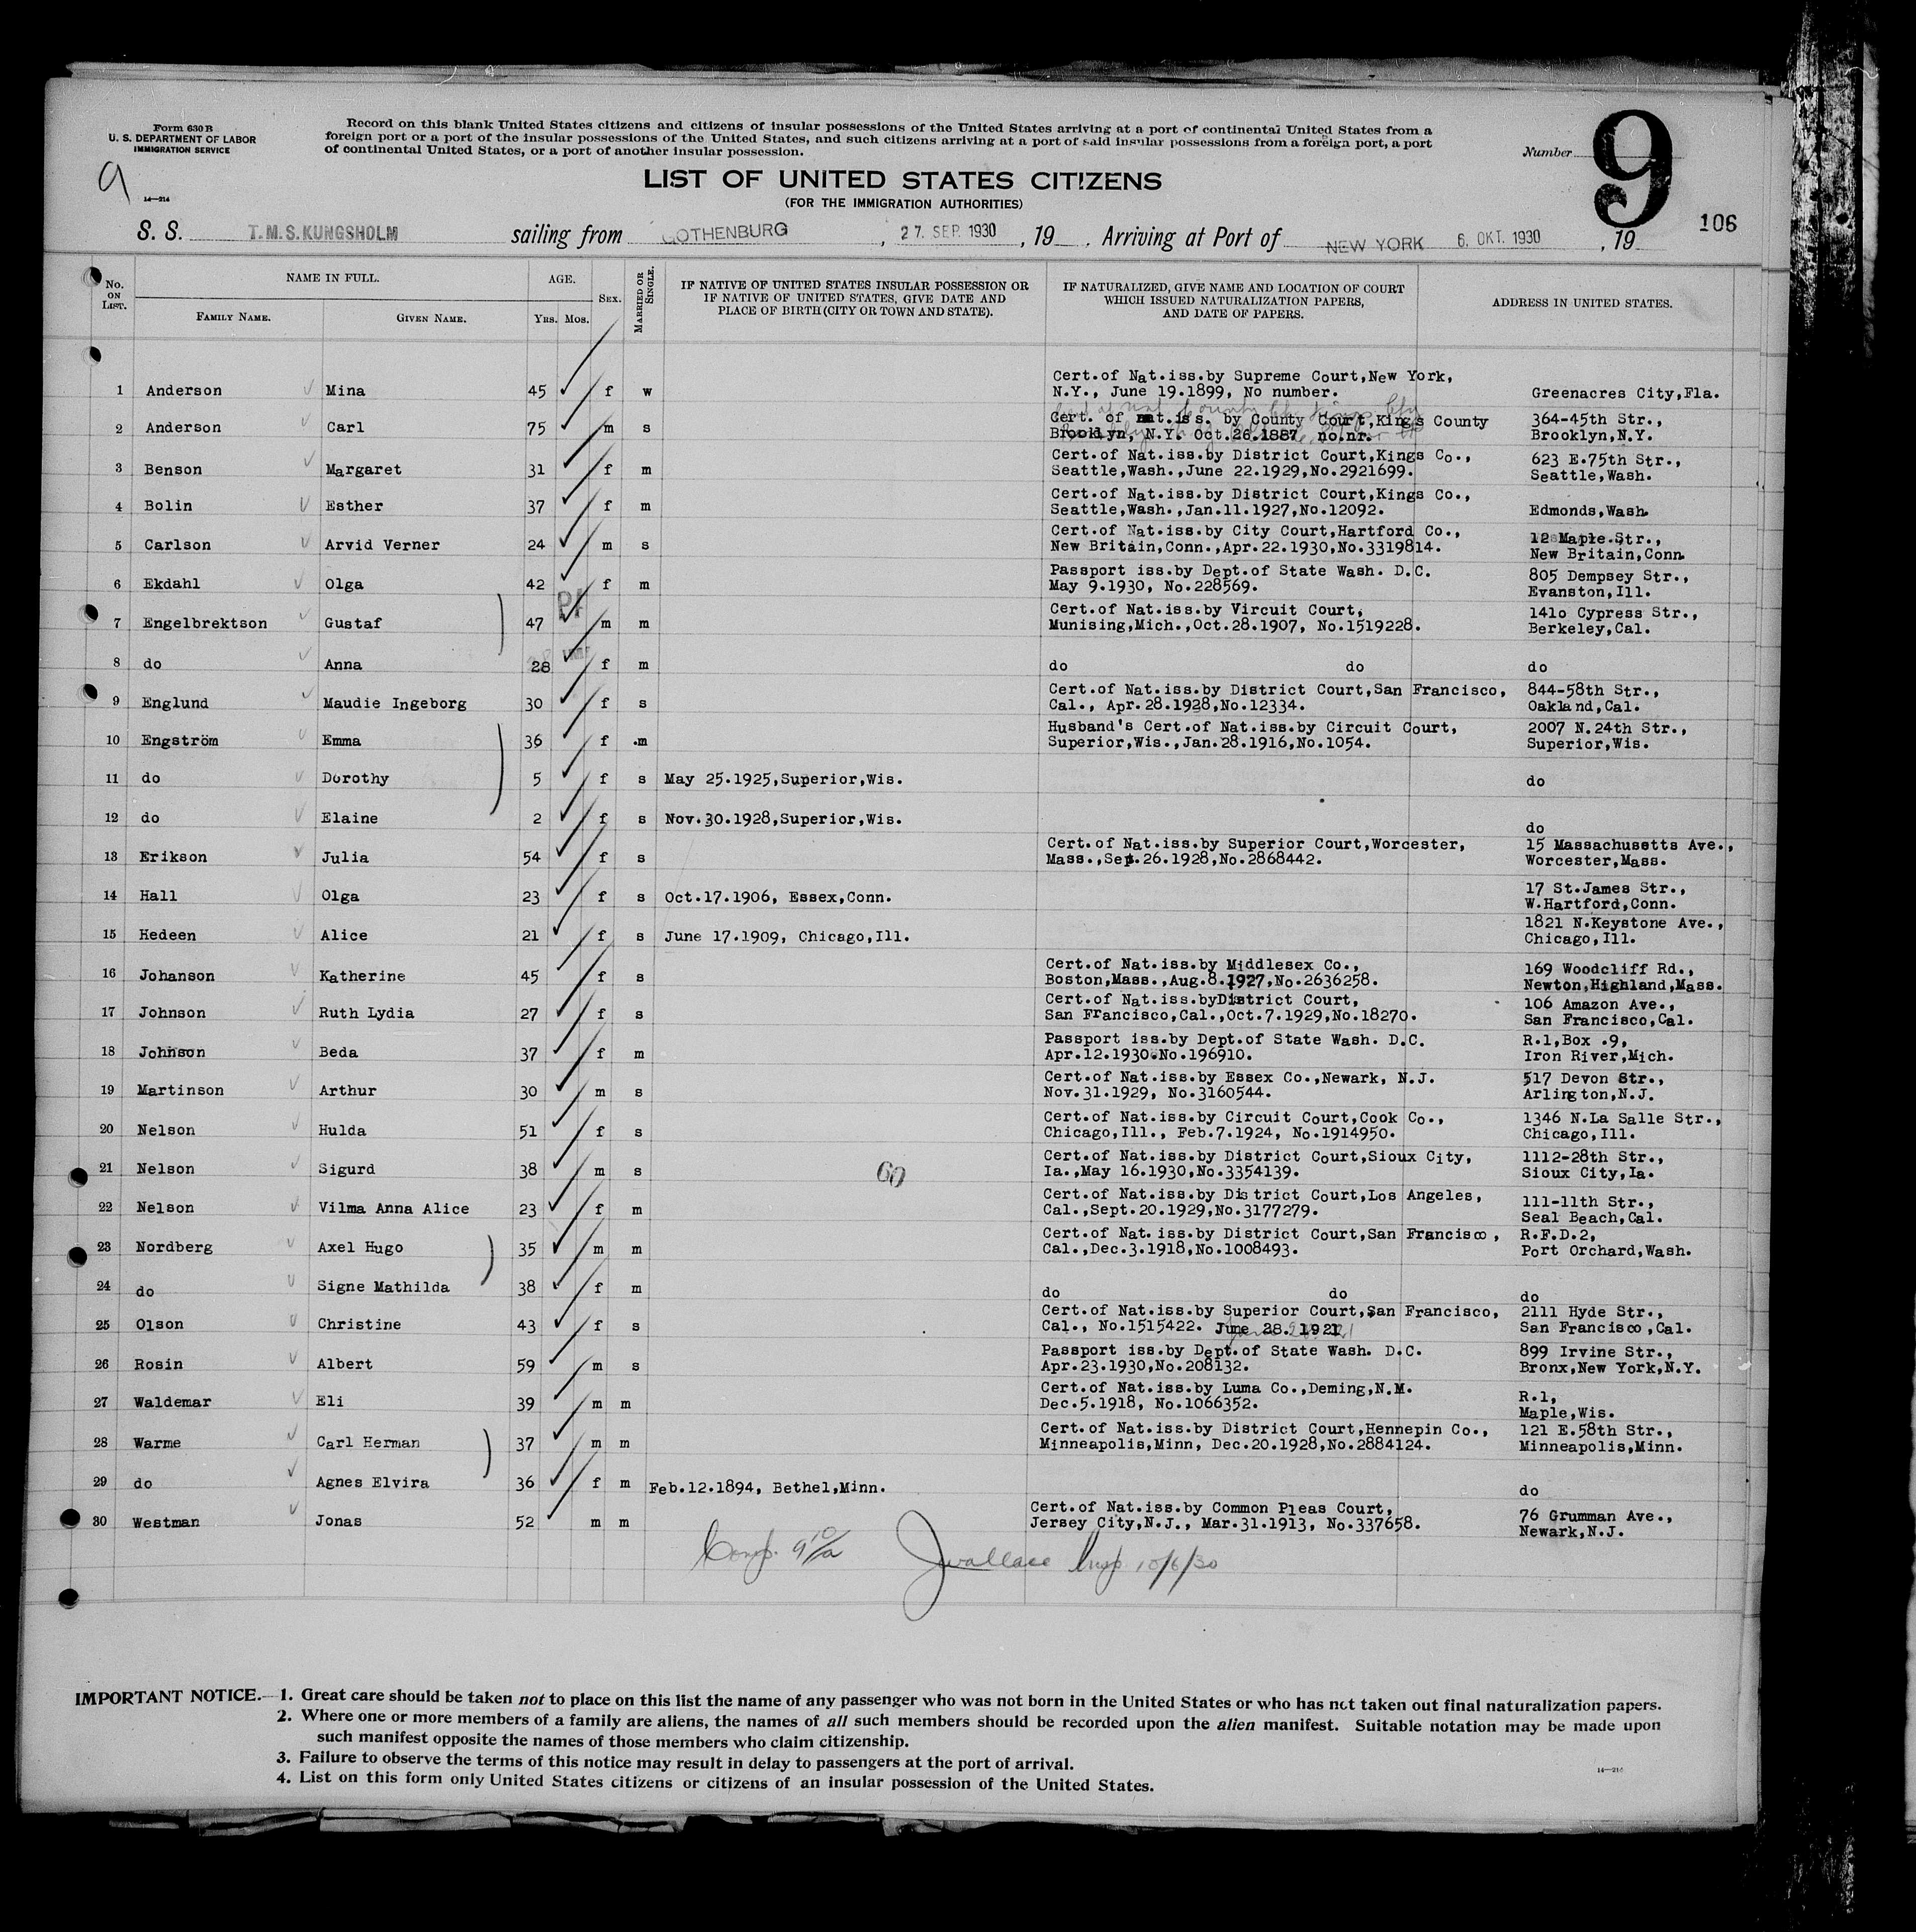 Form 630 B
U. S. DEPARTMENT OF LABOR
IMMIGRATION SERVICE
14—214
9
Record on this blank United States citizens and citizens of insular possessions of the United States arriving at a port of continental United States from a
foreign port or a port of the insular possessions of the United States, and such citizens arriving at a port of said insular possessions from a foreign port, a port
of continental United States, or a port of another insular possession.
Number 9
LIST OF UNITED STATES CITIZENS
(FOR THE IMMIGRATION AUTHORITIES)
106
S. S. T.M.S. KUNGSHOLM sailing from GOTHENBURG, 27. SEP. 1930, 19 . Arriving at Port of NEW YORK 6. OKT. 1930, 19
No. ON LIST. NAME IN FULL. FAMILY NAME. GIVEN NAME. AGE. YRS. MOS. SEX. MARRIED OR SINGLE. IF NATIVE OF UNITED STATES INSULAR POSSESSION OR IF NATIVE OF UNITED STATES, GIVE DATE AND PLACE OF BIRTH (CITY OR TOWN AND STATE). IF NATURALIZED, GIVE NAME AND LOCATION OF COURT WHICH ISSUED NATURALIZATION PAPERS, AND DATE OF PAPERS. ADDRESS IN UNITED STATES.
1 Anderson Mina 45 f w Cert.of Nat.iss.by Supreme Court,New York,
N.Y., June 19.1899, No number. Greenacres City,Fla.
2 Anderson Carl 75 m s Cert. of nat.iss. by County Court,Kings County 364-45th Str.,
Brooklyn, N.Y. Oct.26.1887 no.nr. Brooklyn,N.Y.
3 Benson Margaret 31 f m Cert.of Nat.iss.by District Court,Kings Co., 623 E.75th Str.,
Seattle,Wash.,June 22.1929,No.2921699. Seattle,Wash.
4 Bolin Esther 37 f m Cert.of Nat.iss.by District Court,Kings Co.,
Seattle,Wash.,Jan.11.1927,No.12092. Edmonds,Wash.
5 Carlson Arvid Verner 24 m s Cert.of Nat.iss.by City Court,Hartford Co., 12 Maple Str.,
New Britain,Conn.,Apr.22.1930,No.3319814. New Britain,Conn.
6 Ekdahl Olga 42 f m Passport iss.by Dept.of State Wash. D.C. 805 Dempsey Str.,
May 9.1930, No.228569. Evanston,Ill.
7 Engelbrektson Gustaf 47 m m Cert.of Nat.iss.by Vircuit Court, 141o Cypress Str.,
Munising,Mich.,Oct.28.1907, No.1519228. Berkeley,Cal.
8 do Anna 28 f m do do do
9 Englund Maudie Ingeborg 30 f s Cert.of Nat.iss.by District Court,San Francisco, 844-58th Str.,
Cal., Apr.28.1928,No.12334. Oakland,Cal.
10 Engström Emma 36 f m Husband's Cert.of Nat.iss.by Circuit Court, 2007 N.24th Str.,
Superior,Wis.,Jan.28.1916,No.1054. Superior,Wis.
11 do Dorothy 5 f s May 25.1925,Superior,Wis. do
12 do Elaine 2 f s Nov.30.1928,Superior,Wis. do
13 Erikson Julia 54 f s Cert.of Nat.iss.by Superior Court,Worcester, 15 Massachusetts Ave.,
Mass.,Sept.26.1928,No.2868442. Worcester,Mass.
14 Hall Olga 23 f s Oct.17.1906, Essex,Conn. 17 St.James Str.,
W.Hartford,Conn.
15 Hedeen Alice 21 f s June 17.1909, Chicago,Ill. 1821 N.Keystone Ave.,
Chicago,Ill.
16 Johanson Katherine 45 f s Cert.of Nat.iss.by Middlesex Co., 169 Woodcliff Rd.,
Boston,Mass.,Aug.8.1927,No.2636258. Newton,Highland,Mass.
17 Johnson Ruth Lydia 27 f s Cert.of Nat.iss.byDistrict Court, 106 Amazon Ave.,
San Francisco,Cal.,Oct.7.1929,No.18270. San Francisco,Cal.
18 Johnson Beda 37 f m Passport iss.by Dept.of State Wash. D.C. R.1,Box .9,
Apr.12.1930 No.196910. Iron River,Mich.
19 Martinson Arthur 30 m s Cert.of Nat.iss.by Essex Co.,Newark, N.J. 517 Devon Str.,
Nov.31.1929, No.3160544. Arlington,N.J.
20 Nelson Hulda 51 f s Cert.of Nat.iss.by Circuit Court,Cook Co., 1346 N.La Salle Str.,
Chicago,Ill., Feb.7.1924, No.1914950. Chicago,Ill.
21 Nelson Sigurd 38 m s 60 Cert.of Nat.iss.by District Court,Sioux City, 1112-28th Str.,
Ia.,May 16.1930,No.3354139. Sioux City,Ia.
22 Nelson Vilma Anna Alice 23 f m Cert.of Nat.iss.by District Court,Los Angeles, 111-11th Str.,
Cal.,Sept.20.1929,No.3177279. Seal Beach,Cal.
23 Nordberg Axel Hugo 35 m m Cert.of Nat.iss.by District Court,San Francisco, R.F.D.2,
Cal.,Dec.3.1918,No.1008493. Port Orchard,Wash.
24 do Signe Mathilda 38 f m do do do
25 Olson Christine 43 f s Cert.of Nat.iss.by Superior Court,San Francisco, 2111 Hyde Str.,
Cal., No.1515422. June 28. 1921 San Francisco,Cal.
26 Rosin Albert 59 m s Passport iss.by Dept.of State Wash. D.C. 899 Irvine Str.,
Apr.23.1930,No.208132. Bronx,New York,N.Y.
27 Waldemar Eli 39 m m Cert.of Nat.iss.by Luma Co.,Deming,N.M. R.1,
Dec.5.1918, No.1066352. Maple,Wis.
28 Warme Carl Herman 37 m m Cert.of Nat.iss.by District Court,Hennepin Co., 121 E.58th Str.,
Minneapolis,Minn, Dec.20.1928,No.2884124. Minneapolis,Minn.
29 do Agnes Elvira 36 f m Feb.12.1894, Bethel,Minn. do
30 Westman Jonas 52 m m Cert.of Nat.iss.by Common Pleas Court, 76 Grumman Ave.,
Jersey City,N.J., Mar.31.1913, No.337658. Newark,N.J.
JWallace Insp 10/6/30
IMPORTANT NOTICE.—1. Great care should be taken not to place on this list the name of any passenger who was not born in the United States or who has not taken out final naturalization papers.
2. Where one or more members of a family are aliens, the names of all such members should be recorded upon the alien manifest. Suitable notation may be made upon
such manifest opposite the names of those members who claim citizenship.
3. Failure to observe the terms of this notice may result in delay to passengers at the port of arrival.
4. List on this form only United States citizens or citizens of an insular possession of the United States.
14—214